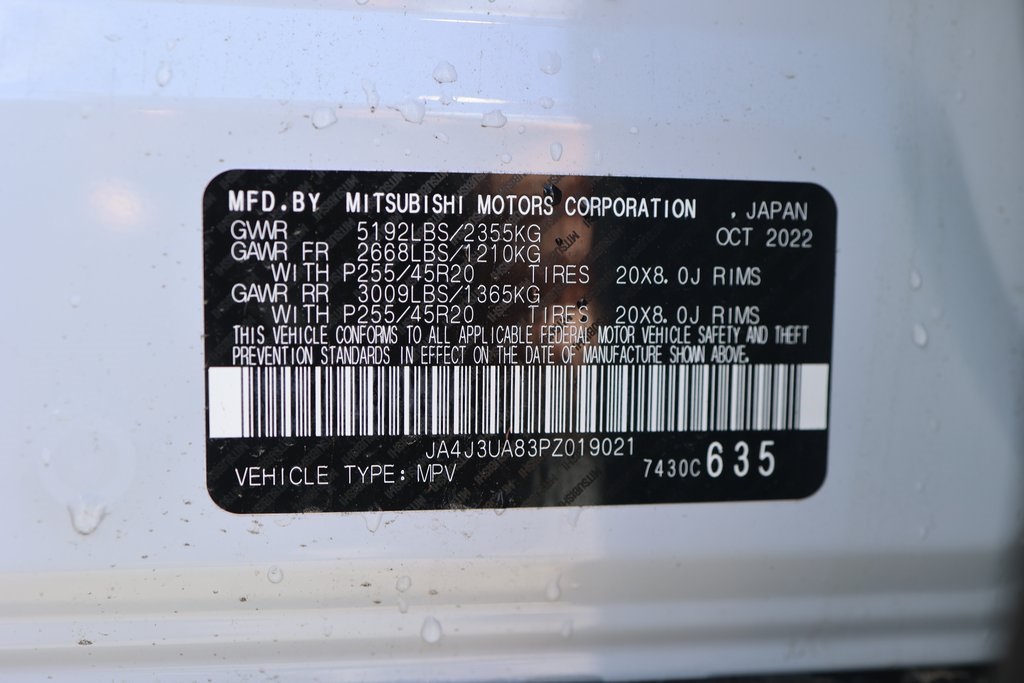 MFD.BY MITSUBISHI MOTORS CORPORATION , JAPAN
GVWR 5192LBS/2355KG OCT 2022
GAWR FR 2668LBS/1210KG
WITH P255/45R20 TIRES 20X8.0J RIMS
GAWR RR 3009LBS/1365KG
WITH P255/45R20 TIRES 20X8.0J RIMS
THIS VEHICLE CONFORMS TO ALL APPLICABLE FEDERAL MOTOR VEHICLE SAFETY AND THEFT
PREVENTION STANDARDS IN EFFECT ON THE DATE OF MANUFACTURE SHOWN ABOVE.
JA4J3UA83PZ019021
VEHICLE TYPE: MPV 7430C 635